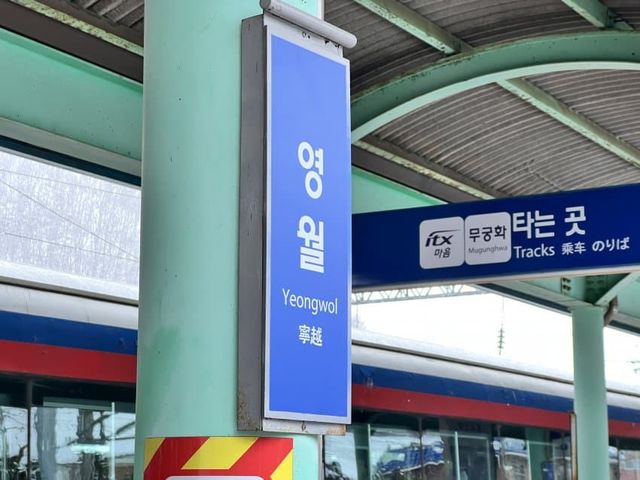 영월
Yeongwol
寧越
itx
마음
무궁화
Mugunghwa
타는 곳
Tracks 乘车 のりば